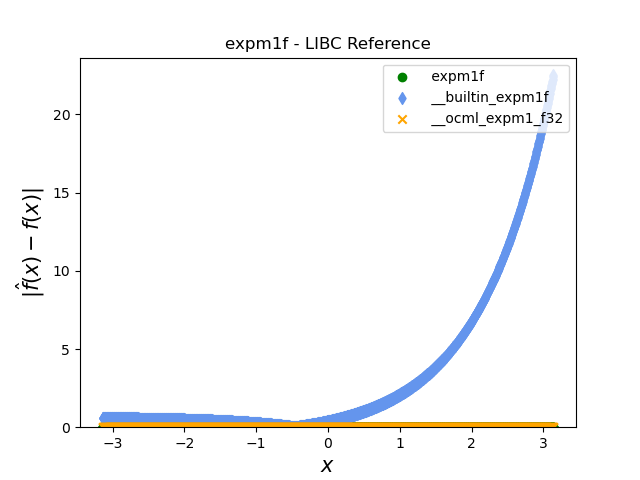 expm1f - LIBC Reference
expm1f
__builtin_expm1f
__ocml_expm1_f32
|f̂(x) − f(x)|
20
15
10
5
0
−3 −2 −1 0 1 2 3
x